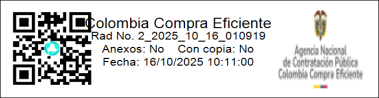 Colombia Compra Eficiente
Rad No. 2_2025_10_16_010919
Anexos: No Con copia: No
Fecha: 16/10/2025 10:11:00
Agencia Nacional
de Contratación Pública
Colombia Compra Eficiente